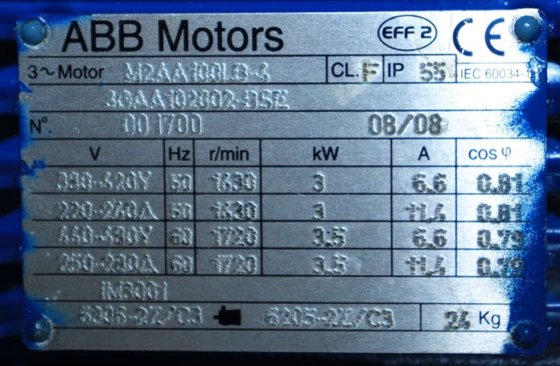 ABB Motors EFF 2 CE
3~Motor M2AA100LB-4 CL. F IP 55 IEC 60034-1
3GAA102002-BSE
No. 001700 08/08
V Hz r/min kW A cos φ
380-420Y 50 1430 3 6.6 0.81
220-240Δ 50 1430 3 11.4 0.81
440-480Y 60 1720 3.5 6.6 0.79
250-280Δ 60 1720 3.5 11.4 0.79
IM3001
6206-2Z/C3 6205-2Z/C3 24 Kg